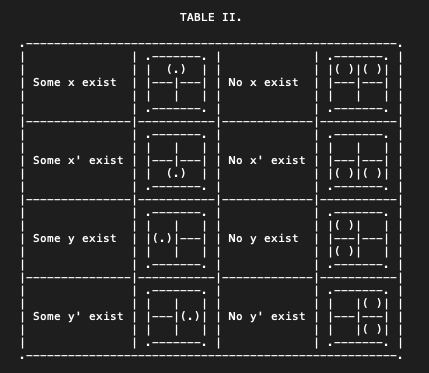 TABLE II.
.-----------------------------------------------------.
|               | .-------. |             | .-------. |
|               | |  (.)  | |             | |( )|( )| |
| Some x exist  | |---|---| | No x exist  | |---|---| |
|               | |   |   | |             | |   |   | |
|               | .-------. |             | .-------. |
|---------------|-----------|-------------|-----------|
|               | .-------. |             | .-------. |
|               | |   |   | |             | |   |   | |
| Some x' exist | |---|---| | No x' exist | |---|---| |
|               | |  (.)  | |             | |( )|( )| |
|               | .-------. |             | .-------. |
|---------------|-----------|-------------|-----------|
|               | .-------. |             | .-------. |
|               | |   |   | |             | |( )|   | |
| Some y exist  | |(.)|---| | No y exist  | |---|---| |
|               | |   |   | |             | |( )|   | |
|               | .-------. |             | .-------. |
|---------------|-----------|-------------|-----------|
|               | .-------. |             | .-------. |
|               | |   |   | |             | |   |( )| |
| Some y' exist | |---|(.)| | No y' exist | |---|---| |
|               | |   |   | |             | |   |( )| |
|               | .-------. |             | .-------. |
.-----------------------------------------------------.